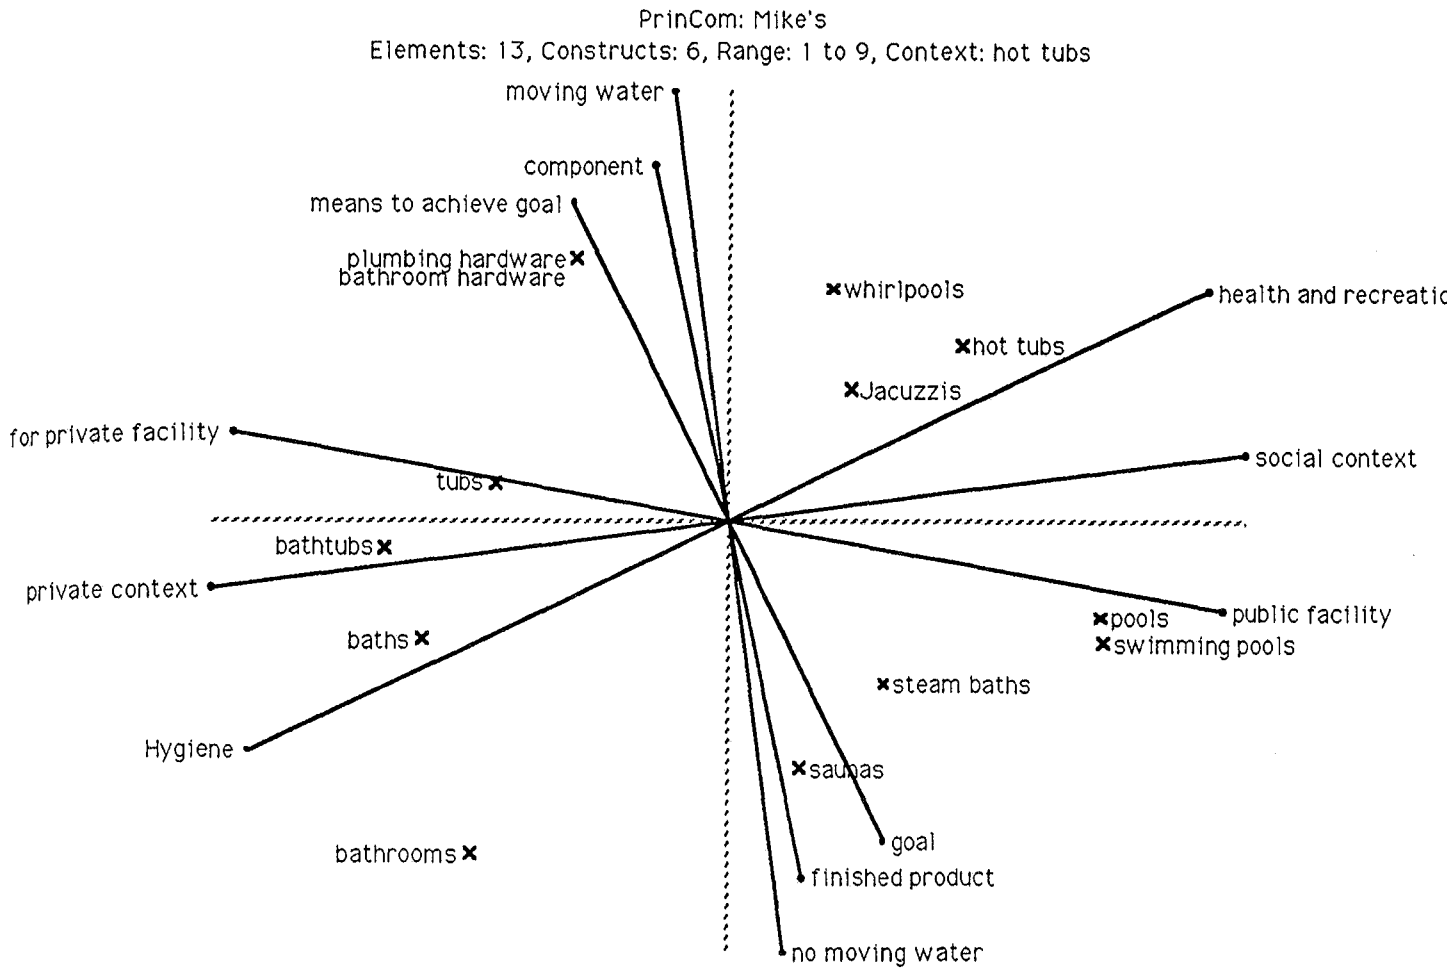 PrinCom: Mike's
Elements: 13, Constructs: 6, Range: 1 to 9, Context: hot tubs
moving water
component
means to achieve goal
plumbing hardware
bathroom hardware
whirlpools
health and recreatio
hot tubs
Jacuzzis
for private facility
social context
tubs
bathtubs
private context
public facility
pools
baths
swimming pools
steam baths
Hygiene
saunas
goal
bathrooms
finished product
no moving water